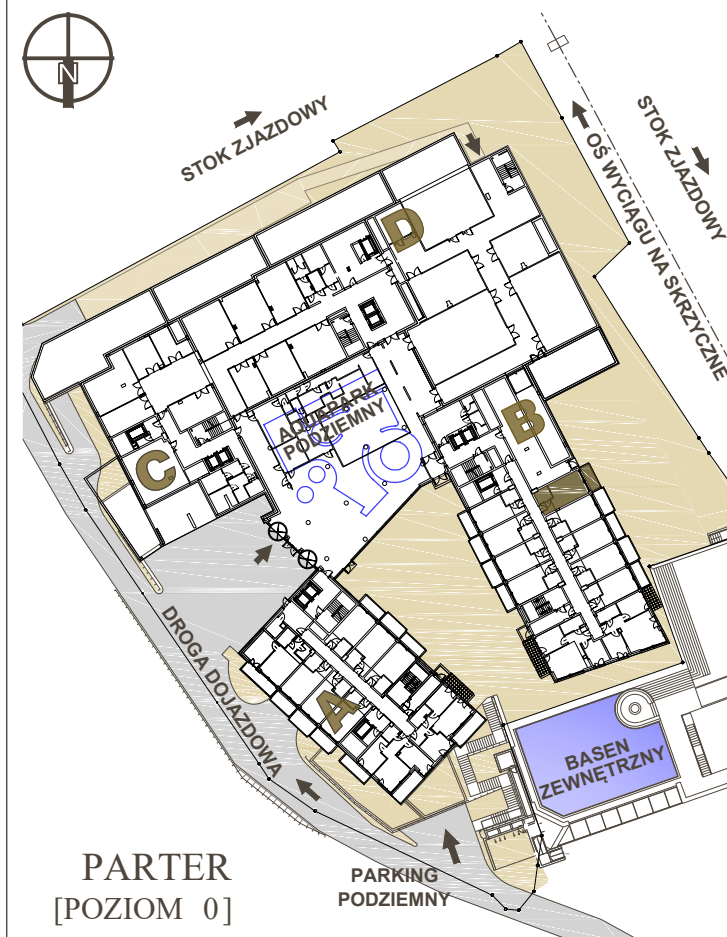 N
STOK ZJAZDOWY
STOK ZJAZDOWY
OŚ WYCIĄGU NA SKRZYCZNE
D
AQUAPARK
PODZIEMNY
B
C
A
DROGA DOJAZDOWA
BASEN
ZEWNĘTRZNY
PARTER
[POZIOM 0]
PARKING
PODZIEMNY